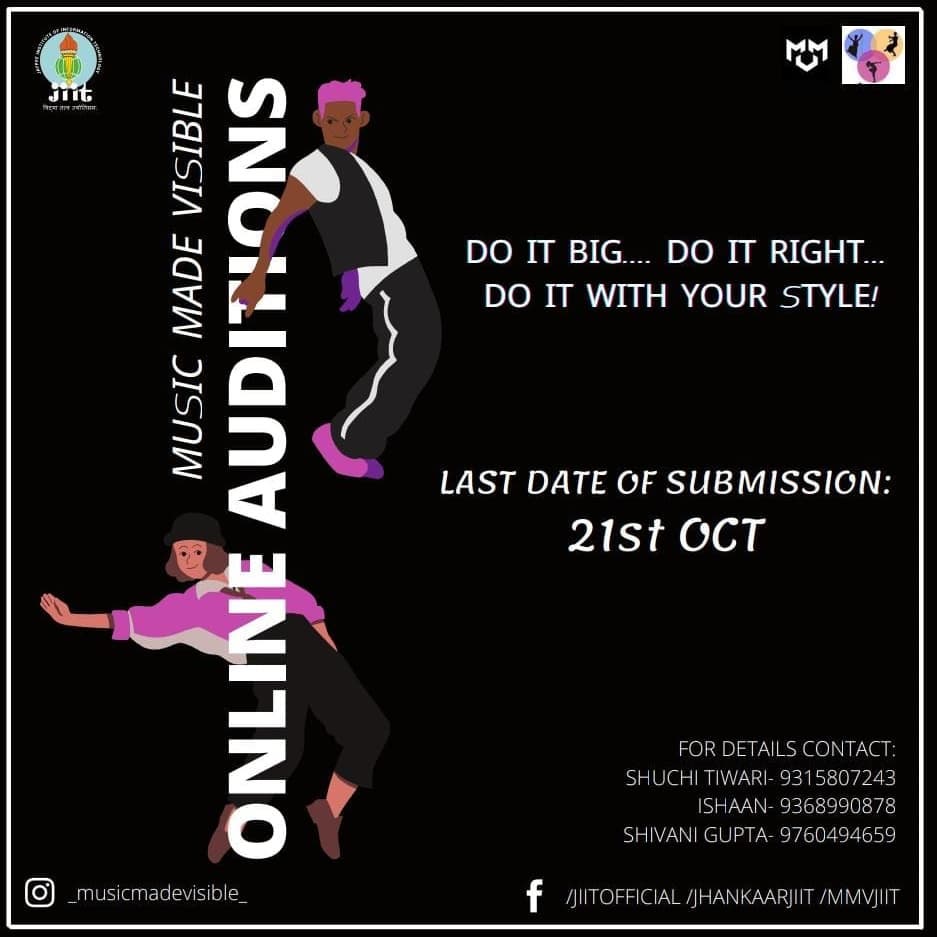 JAYPEE INSTITUTE OF INFORMATION TECHNOLOGY
jiit
विद्या तत्व ज्योतिसमः
MUSIC MADE VISIBLE
ONLINE AUDITIONS
DO IT BIG.... DO IT RIGHT...
DO IT WITH YOUR STYLE!
LAST DATE OF SUBMISSION:
21st OCT
FOR DETAILS CONTACT:
SHUCHI TIWARI- 9315807243
ISHAAN- 9368990878
SHIVANI GUPTA- 9760494659
_musicmadevisible_
/JIITOFFICIAL /JHANKAARJIIT /MMVJIIT